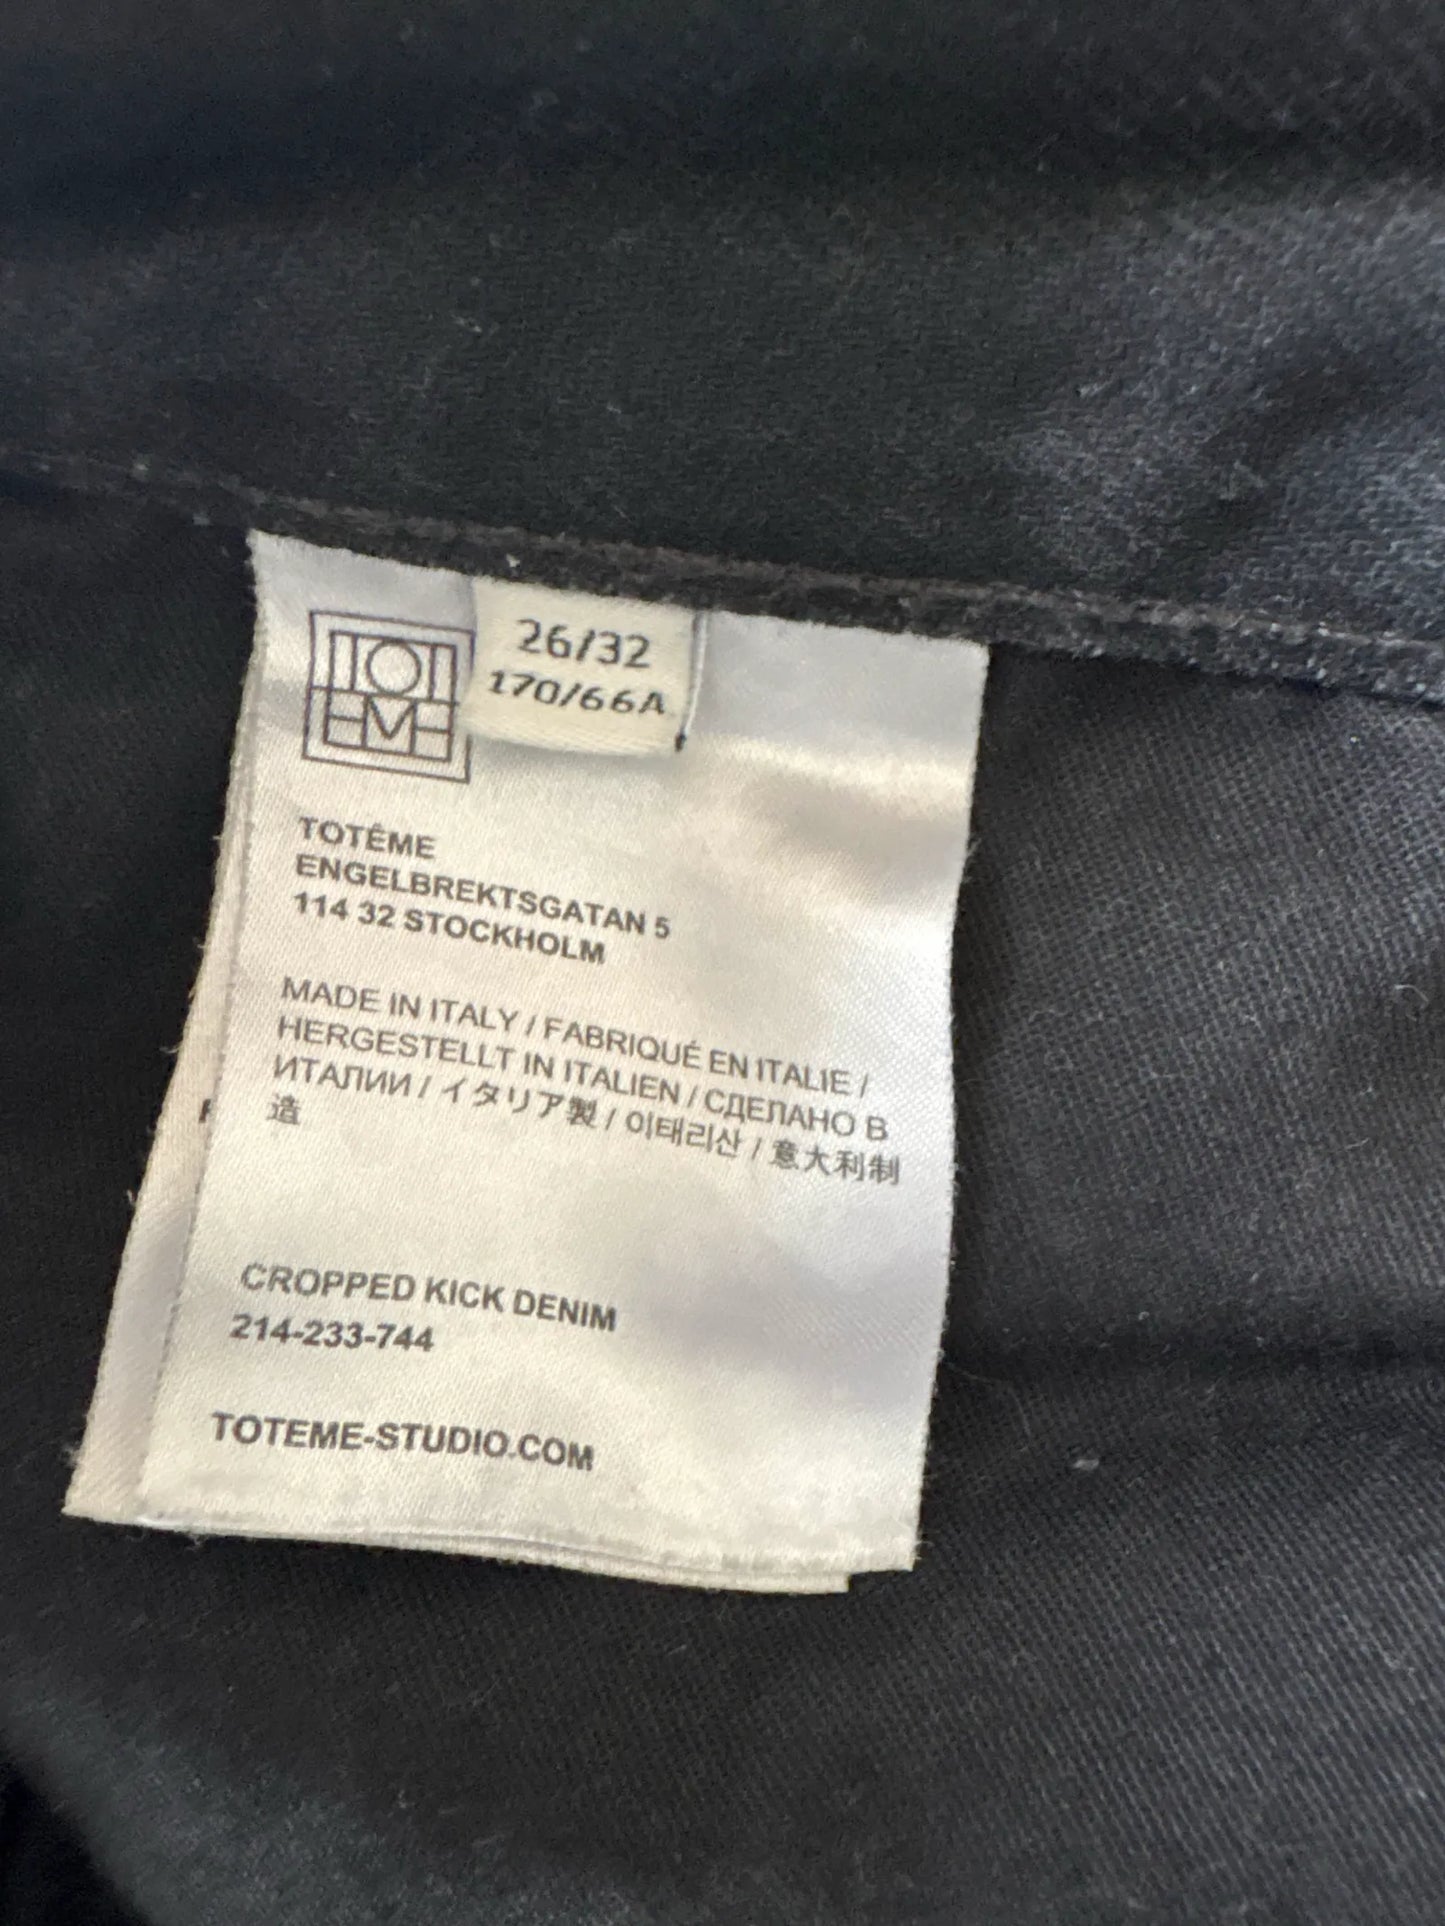 TOTEME
26/32
170/66A
TOTÊME
ENGELBREKTSGATAN 5
114 32 STOCKHOLM
MADE IN ITALY / FABRIQUÉ EN ITALIE /
HERGESTELLT IN ITALIEN / СДЕЛАНО В
ИТАЛИИ / イタリア製 / 이태리산 / 意大利制
造
CROPPED KICK DENIM
214-233-744
TOTEME-STUDIO.COM